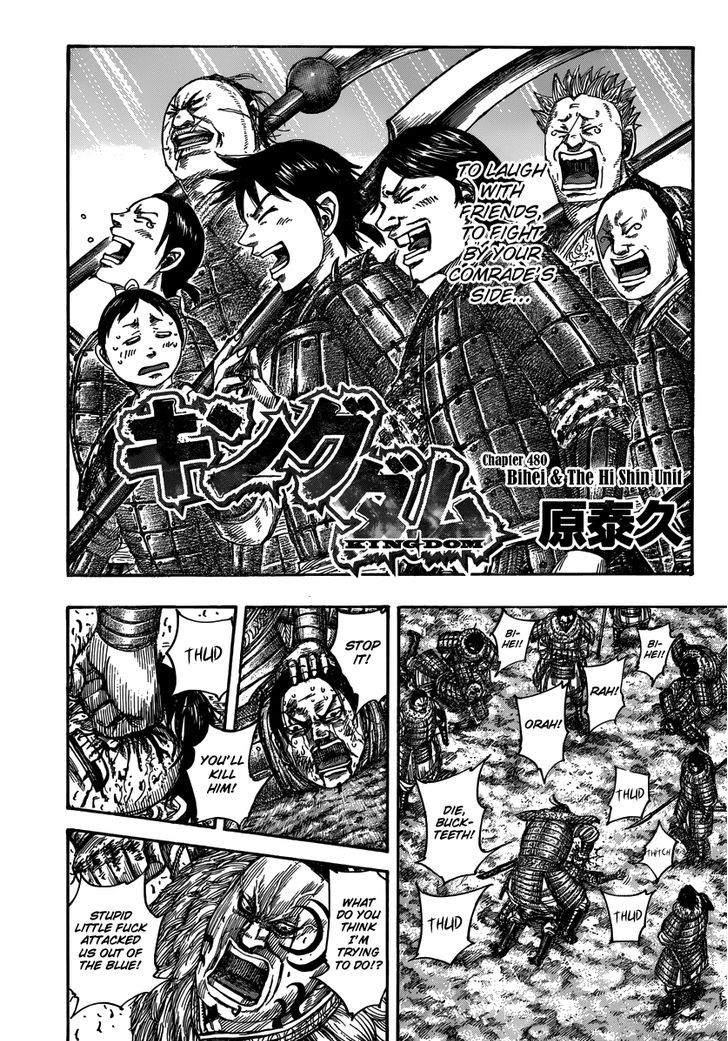 TO LAUGH
WITH
FRIENDS,
TO FIGHT
BY YOUR
COMRADE'S
SIDE...
キングダム
KINGDOM
Chapter 480
Bihei & The Hi Shin Unit
原泰久
BI-
HEI!
BI-
HEI!!
RAH!
ORAH!
DIE,
BUCK-
TEETH!
THUD
TWITCH
THUD
THUD
STOP
IT!
YOU'LL
KILL
HIM!
THUD
WHAT
DO YOU
THINK
I'M
TRYING
TO DO!?
STUPID
LITTLE FUCK
ATTACKED
US OUT
OF THE
BLUE!